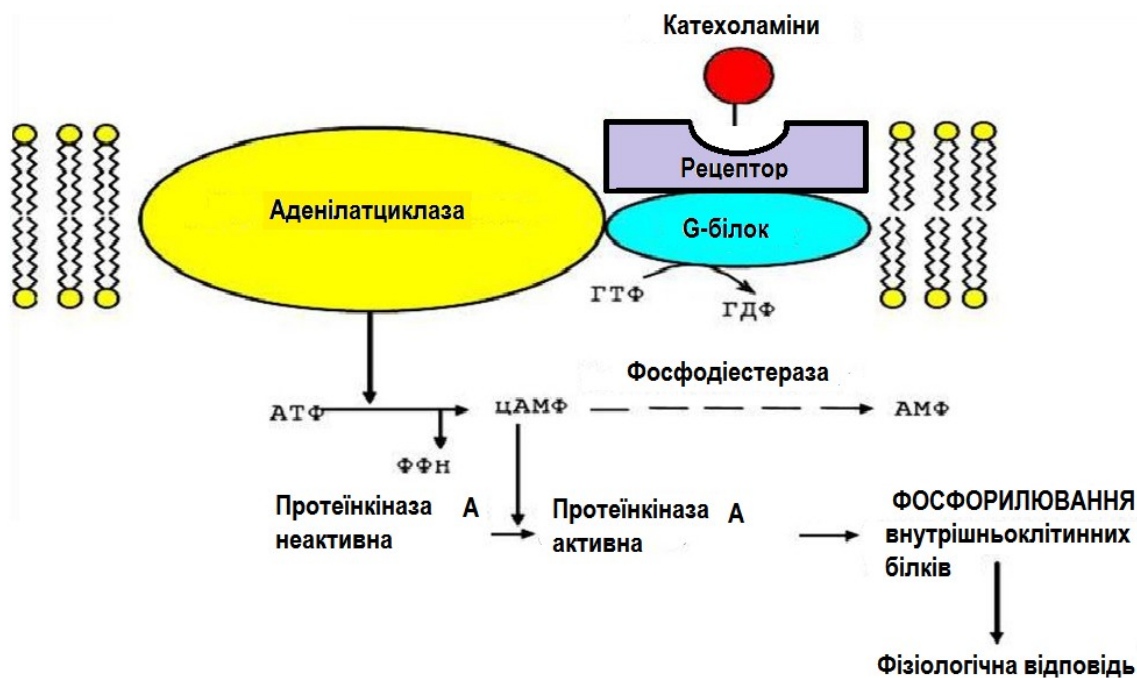 Катехоламіни
Рецептор
Аденілатциклаза
G-білок
ГТФ
ГДФ
Фосфодіестераза
АТФ
цАМФ
АМФ
ФФН
Протеїнкіназа А
неактивна
Протеїнкіназа А
активна
ФОСФОРИЛЮВАННЯ
внутрішньоклітинних
білків
Фізіологічна відповідь